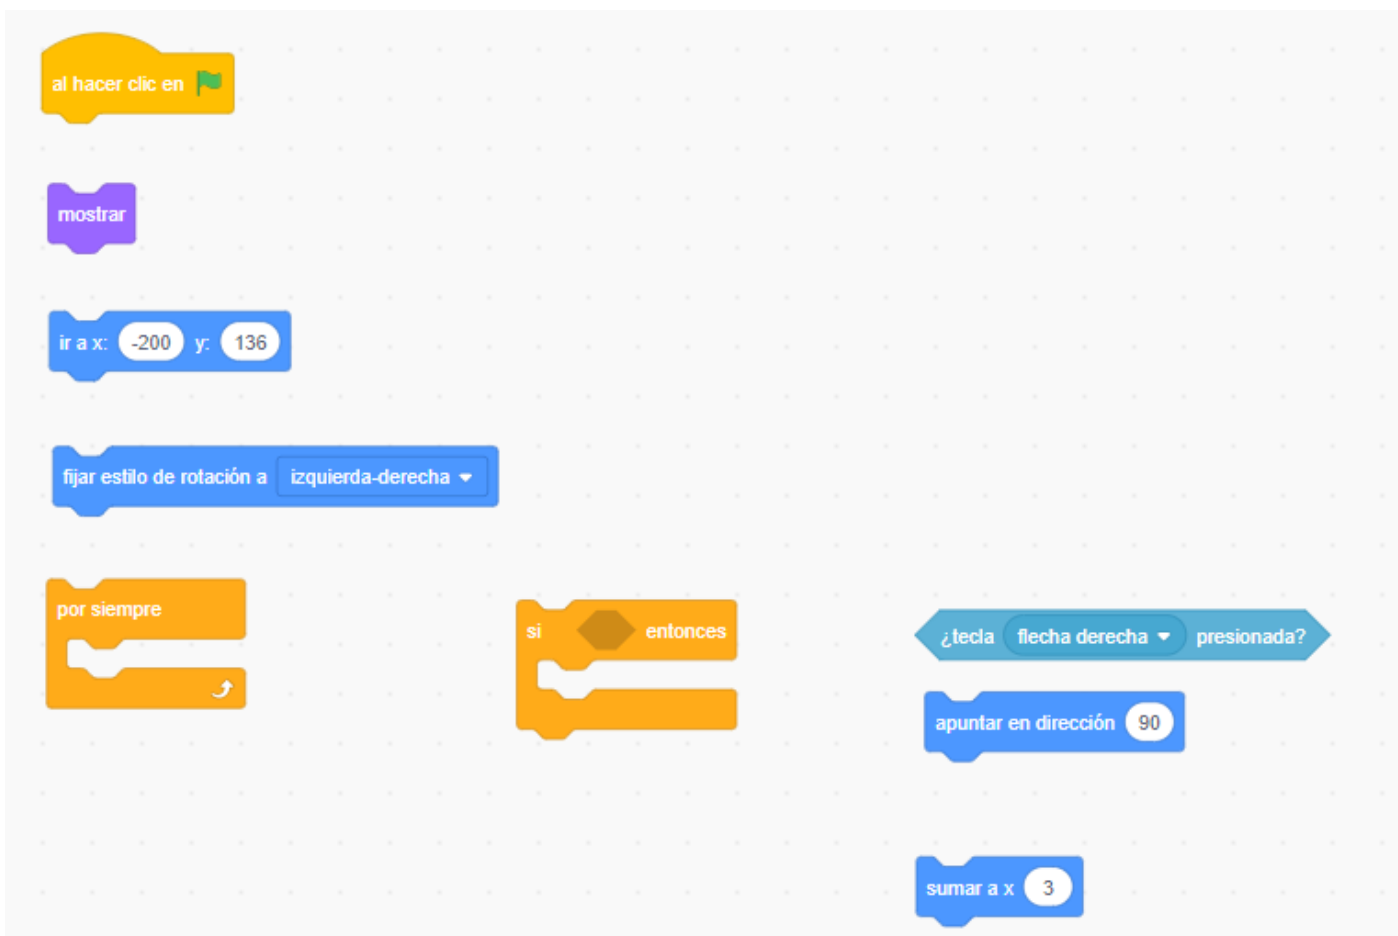 al hacer clic en
mostrar
ir a x: -200 y: 136
fijar estilo de rotación a izquierda-derecha
por siempre
si entonces
¿tecla flecha derecha presionada?
apuntar en dirección 90
sumar a x 3